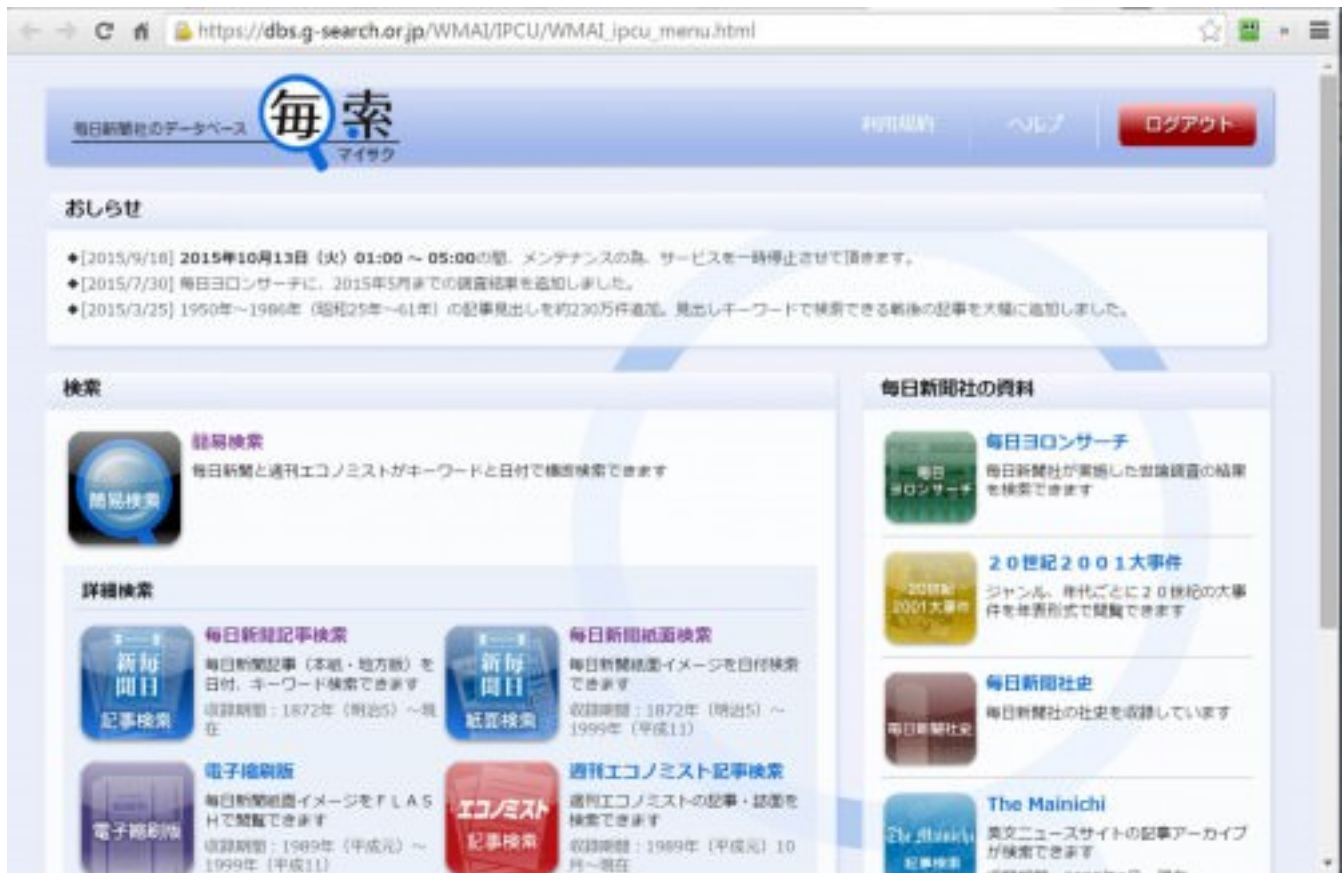 https://dbs.g-search.or.jp/WMAI/IPCU/WMAI_ipcu_menu.html
毎日新聞社のデータベース 毎索
マイサク
利用規約 ヘルプ ログアウト
おしらせ
◆[2015/9/18] 2015年10月13日（火）01:00 ～ 05:00の間、メンテナンスの為、サービスを一時停止させて頂きます。
◆[2015/7/30] 毎日ヨロンサーチに、2015年5月までの調査結果を追加しました。
◆[2015/3/25] 1950年～1986年（昭和25年～61年）の記事見出しを約230万件追加。見出しキーワードで検索できる戦後の記事を大幅に追加しました。
検索
簡易検索
簡易検索
毎日新聞と週刊エコノミストがキーワードと日付で横断検索できます
詳細検索
新毎
聞日
記事検索
毎日新聞記事検索
毎日新聞記事（本紙・地方版）を
日付、キーワード検索できます
収録期間：1872年（明治5）～現
在
新毎
聞日
紙面検索
毎日新聞紙面検索
毎日新聞紙面イメージを日付検索
できます
収録期間：1872年（明治5）～
1999年（平成11）
電子縮刷版
電子縮刷版
毎日新聞紙面イメージをＦＬＡＳ
Ｈで閲覧できます
収録期間：1989年（平成元）～
1999年（平成11）
エコノミスト
記事検索
週刊エコノミスト記事検索
週刊エコノミストの記事・誌面を
検索できます
収録期間：1989年（平成元）10
月～現在
毎日新聞社の資料
毎日
ヨロンサーチ
毎日ヨロンサーチ
毎日新聞社が実施した世論調査の結果
を検索できます
20世紀
2001大事件
２０世紀２００１大事件
ジャンル、年代ごとに２０世紀の大事
件を年表形式で閲覧できます
毎日新聞社史
毎日新聞社史
毎日新聞社の社史を収録しています
The Mainichi
記事検索
The Mainichi
英文ニュースサイトの記事アーカイブ
が検索できます